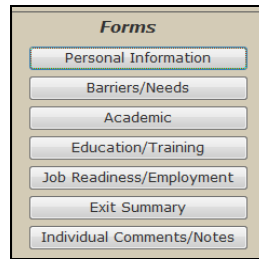 Forms
Personal Information
Barriers/Needs
Academic
Education/Training
Job Readiness/Employment
Exit Summary
Individual Comments/Notes